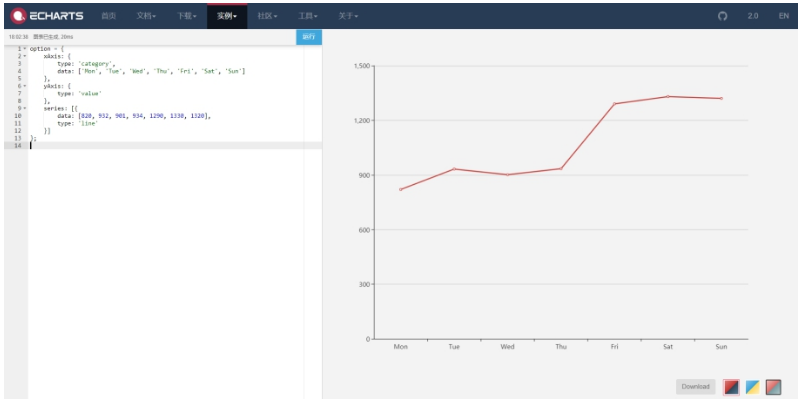 ECHARTS 首页 文档 下载 实例 社区 工具 关于 2.0 EN
16:02:36 图表已生成, 20ms 运行
1 option = {
2 xAxis: {
3 type: 'category',
4 data: ['Mon', 'Tue', 'Wed', 'Thu', 'Fri', 'Sat', 'Sun']
5 },
6 yAxis: {
7 type: 'value'
8 },
9 series: [{
10 data: [820, 932, 901, 934, 1290, 1330, 1320],
11 type: 'line'
12 }]
13 };
14
1,500
1,200
900
600
300
0
Mon Tue Wed Thu Fri Sat Sun
Download